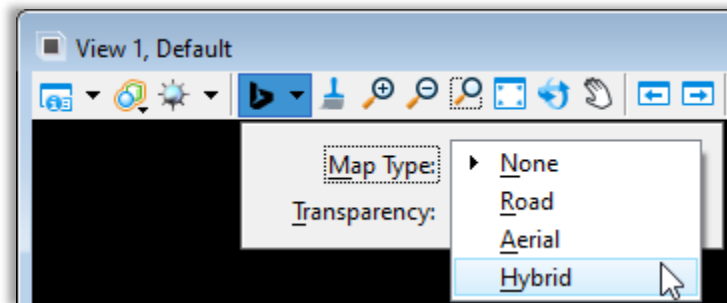 View 1, Default
Map Type:
None
Road
Transparency:
Aerial
Hybrid